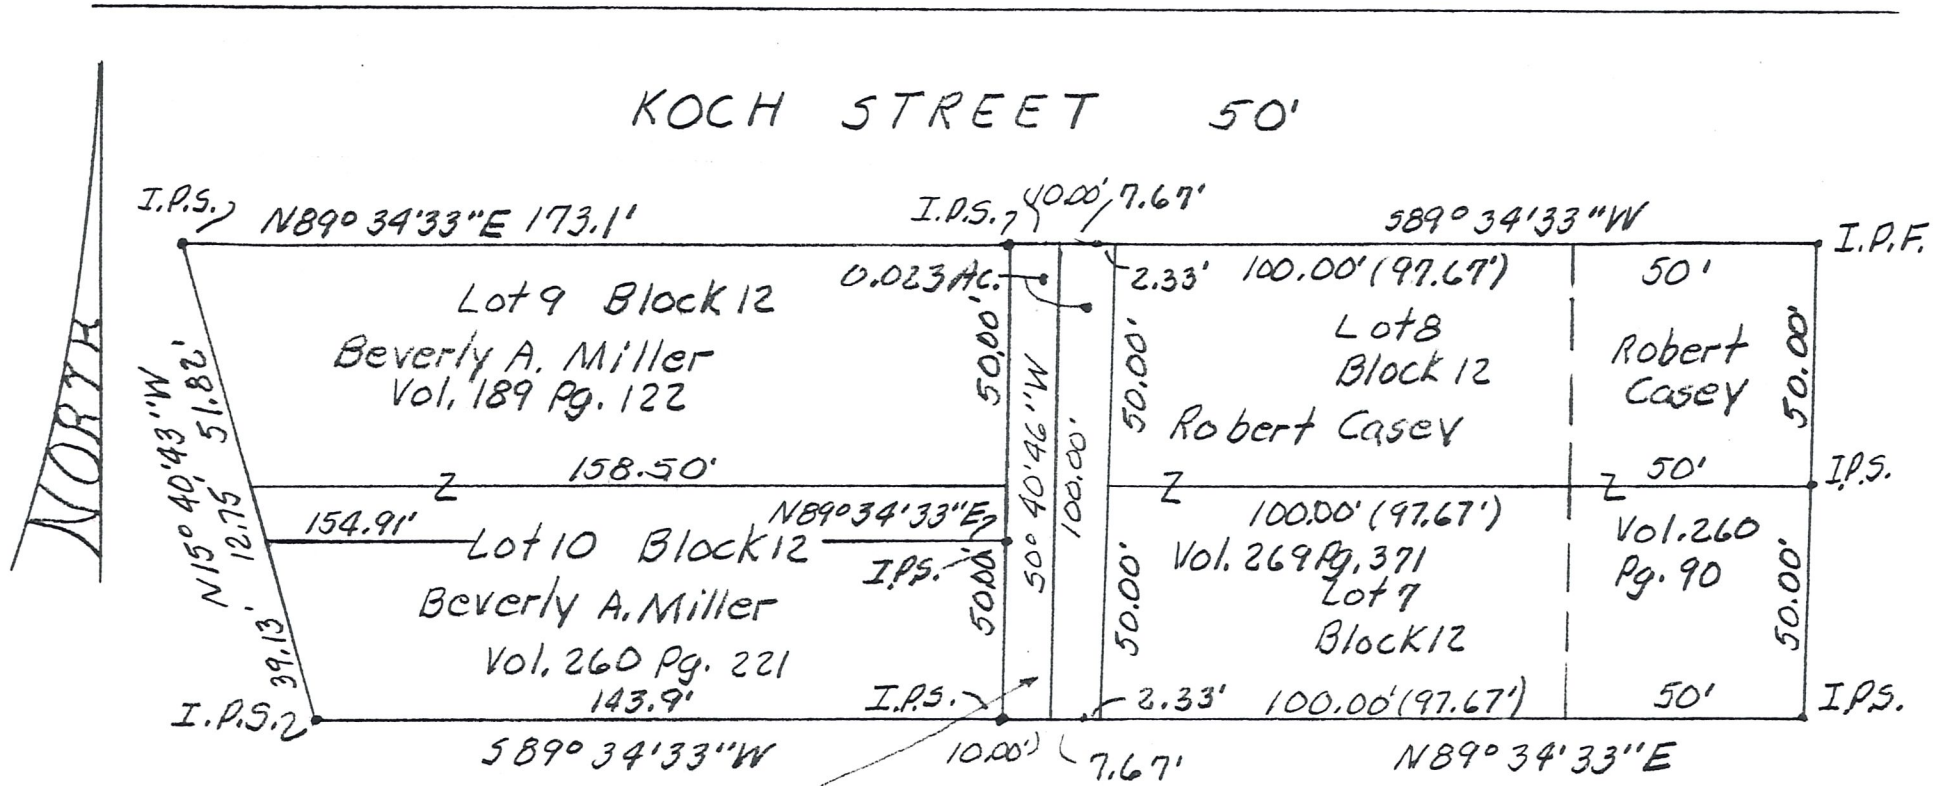 KOCH STREET 50'
NORTH
I.P.S.
N89° 34'33"E 173.1'
I.P.S.
10.00'
7.67'
S89° 34'33"W
I.P.F.
Lot 9 Block 12
Beverly A. Miller
Vol. 189 Pg. 122
0.023 Ac.
2.33'
100.00' (97.67')
50'
Lot 8
Block 12
Robert Casey
Robert
Casey
50.00'
50.00'
50.00'
N15° 40'43"W
51.82'
12.75
39.13'
158.50'
Z
Z
Z
50'
I.P.S.
154.91'
N89° 34'33"E
Lot 10 Block 12
I.P.S.
Beverly A. Miller
Vol. 260 Pg. 221
50.00'
S0° 40'46"W
100.00'
50.00'
100.00' (97.67')
Vol. 269 Pg. 371
Lot 7
Block 12
Vol. 260
Pg. 90
50.00'
I.P.S.
143.9'
I.P.S.
2.33'
100.00' (97.67')
50'
I.P.S.
S89° 34'33"W
10.00'
7.67'
N89° 34'33"E